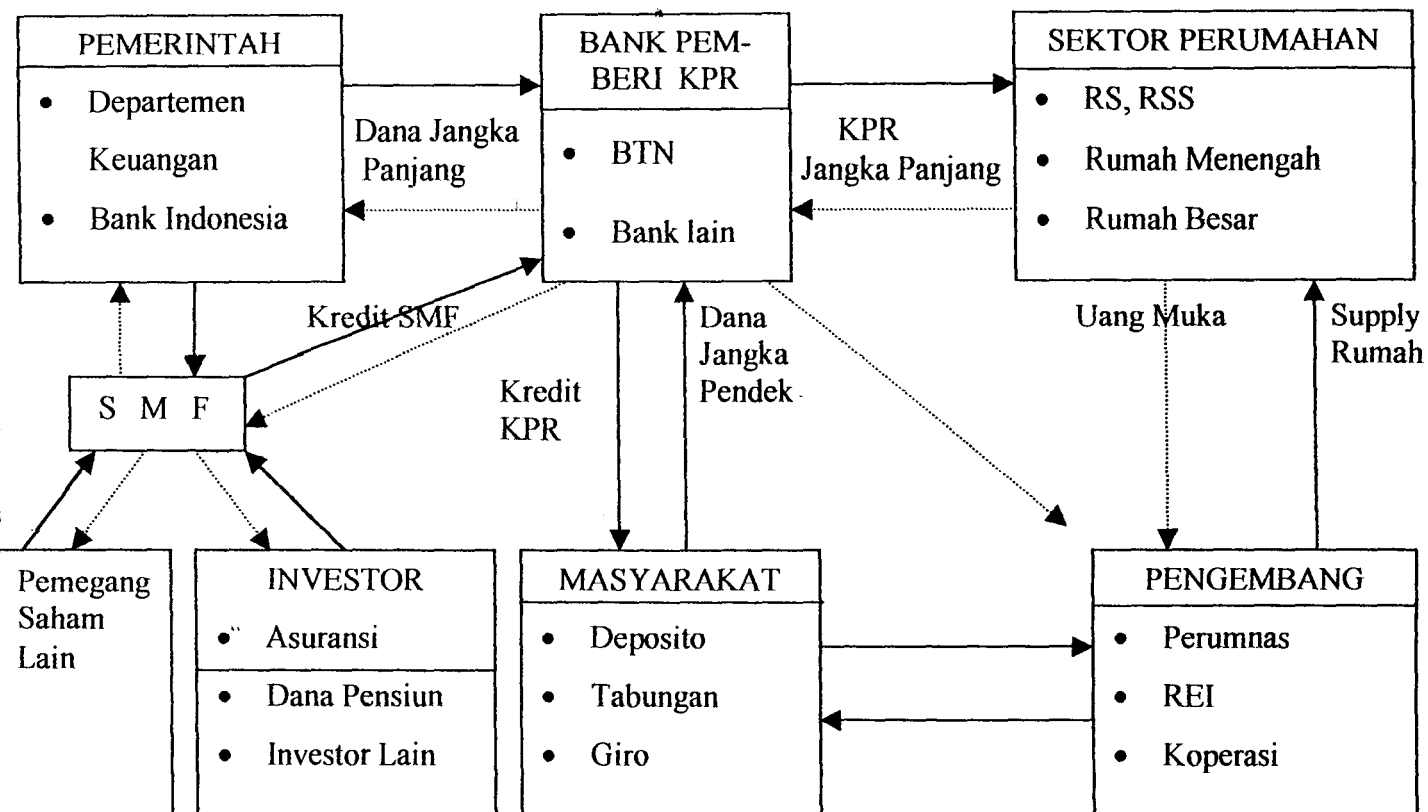 PEMERINTAH
• Departemen
Keuangan
• Bank Indonesia
Dana Jangka
Panjang
BANK PEM-
BERI KPR
• BTN
• Bank lain
KPR
Jangka Panjang
SEKTOR PERUMAHAN
• RS, RSS
• Rumah Menengah
• Rumah Besar
Kredit SMF
Dana
Jangka
Pendek
Uang Muka
Supply
Rumah
S M F
Kredit
KPR
Pemegang
Saham
Lain
INVESTOR
• Asuransi
• Dana Pensiun
• Investor Lain
MASYARAKAT
• Deposito
• Tabungan
• Giro
PENGEMBANG
• Perumnas
• REI
• Koperasi